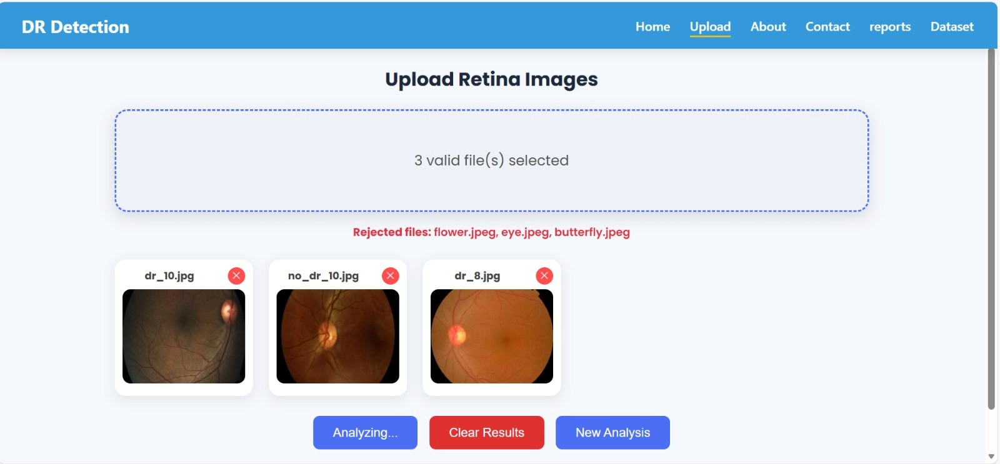 DR Detection
Home Upload About Contact reports Dataset
Upload Retina Images
3 valid file(s) selected
Rejected files: flower.jpeg, eye.jpeg, butterfly.jpeg
dr_10.jpg
no_dr_10.jpg
dr_8.jpg
Analyzing...
Clear Results
New Analysis